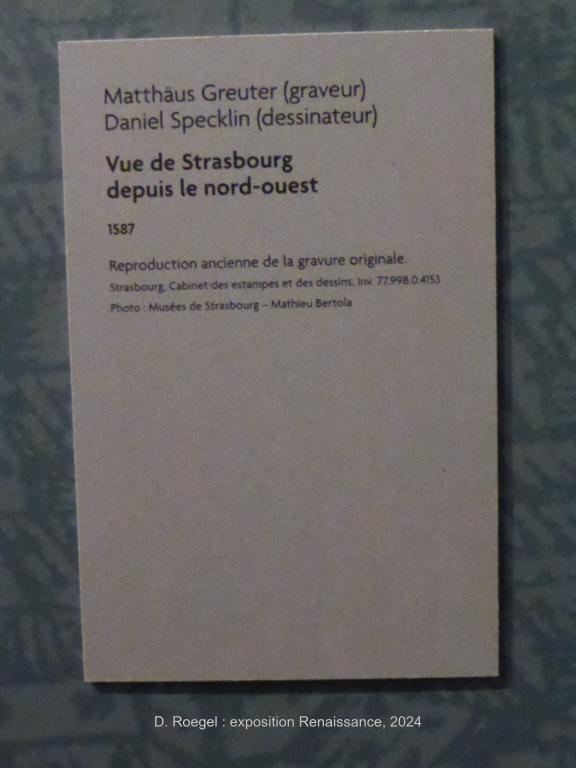 Matthäus Greuter (graveur)
Daniel Specklin (dessinateur)
Vue de Strasbourg
depuis le nord-ouest
1587
Reproduction ancienne de la gravure originale.
Strasbourg, Cabinet des estampes et des dessins, inv. 77.998.0.4153
Photo : Musées de Strasbourg – Mathieu Bertola
D. Roegel : exposition Renaissance, 2024